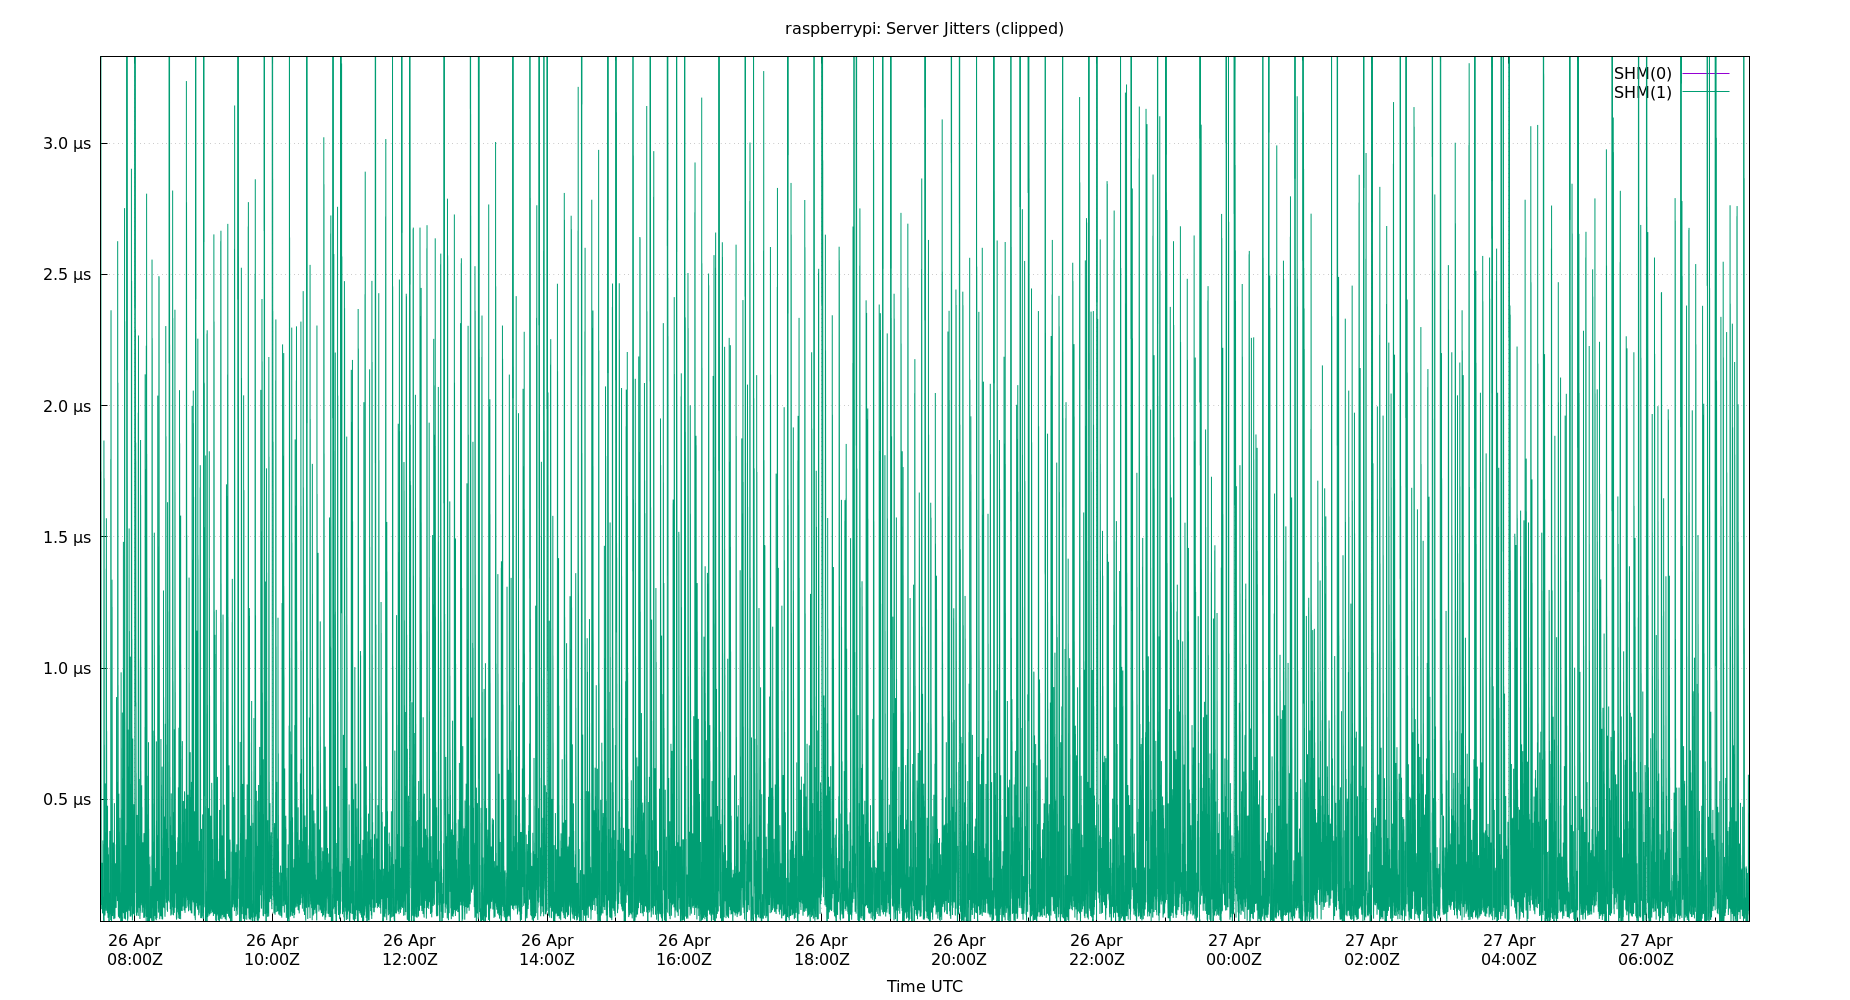 raspberrypi: Server Jitters (clipped)
SHM(0)
SHM(1)
3.0 µs
2.5 µs
2.0 µs
1.5 µs
1.0 µs
0.5 µs
26 Apr 26 Apr 26 Apr 26 Apr 26 Apr 26 Apr 26 Apr 26 Apr 27 Apr 27 Apr 27 Apr 27 Apr
08:00Z 10:00Z 12:00Z 14:00Z 16:00Z 18:00Z 20:00Z 22:00Z 00:00Z 02:00Z 04:00Z 06:00Z
Time UTC